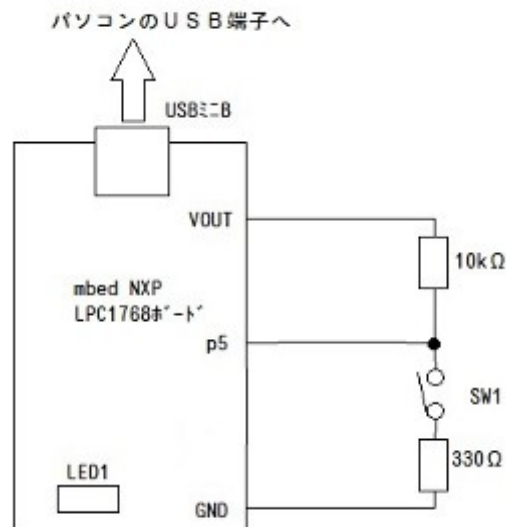 パソコンのＵＳＢ端子へ
USBﾐﾆB
VOUT
10kΩ
mbed NXP
LPC1768ﾎﾞｰﾄﾞ
p5
SW1
330Ω
LED1
GND